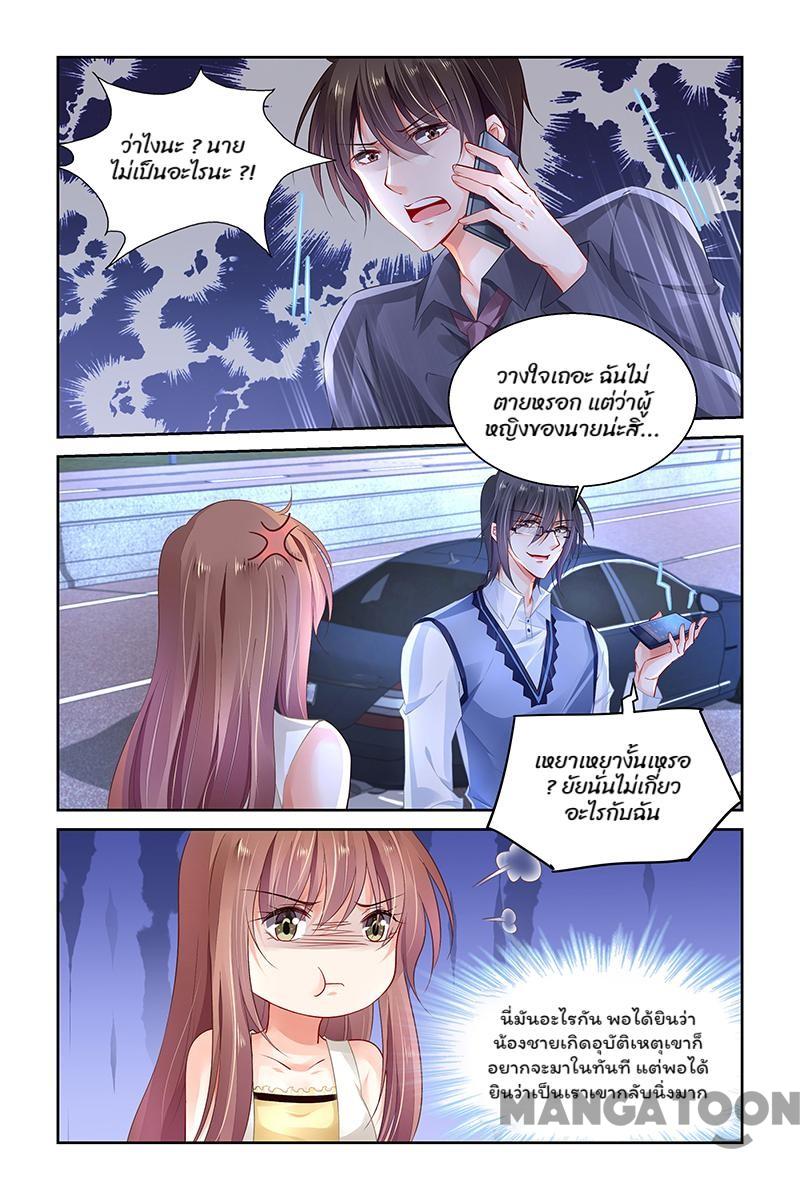 ว่าไงนะ ? นาย
ไม่เป็นอะไรนะ ?!
วางใจเถอะ ฉันไม่
ตายหรอก แต่ว่าผู้
หญิงของนายน่ะสิ...
เหยาเหยางั้นเหรอ
? ยัยนั่นไม่เกี่ยว
อะไรกับฉัน
นี่มันอะไรกัน พอได้ยินว่า
น้องชายเกิดอุบัติเหตุเขาก็
อยากจะมาในทันที แต่พอได้
ยินว่าเป็นเราเขากลับนิ่งมาก
MANGATOON